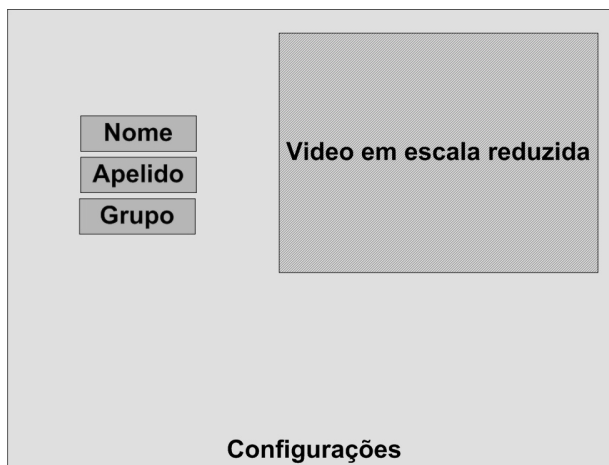 Nome
Apelido
Grupo
Video em escala reduzida
Configurações